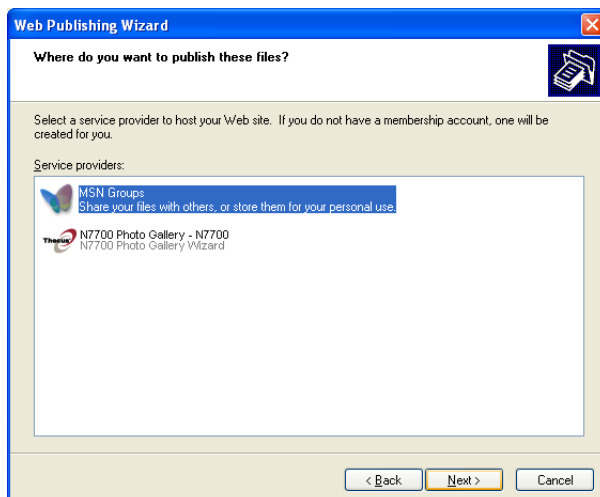 Web Publishing Wizard
Where do you want to publish these files?
Select a service provider to host your Web site.  If you do not have a membership account, one will be
created for you.
Service providers:
MSN Groups
Share your files with others, or store them for your personal use.
Thecus
N7700 Photo Gallery - N7700
N7700 Photo Gallery Wizard
< Back
Next >
Cancel